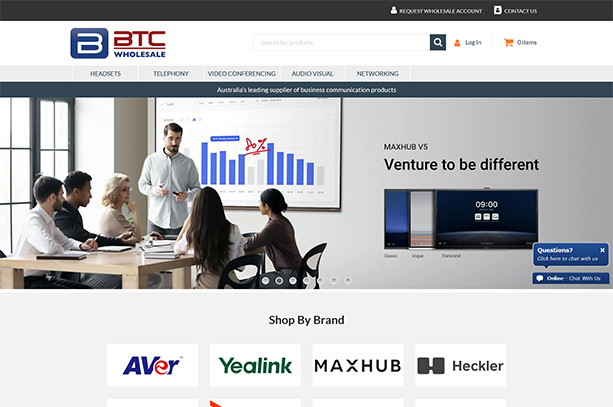 REQUEST WHOLESALE ACCOUNT
CONTACT US
B BTC
WHOLESALE
Search for products
Log In
0 items
HEADSETS
TELEPHONY
VIDEO CONFERENCING
AUDIO VISUAL
NETWORKING
Australia's leading supplier of business communication products
80%
MAXHUB V5
Venture to be different
09:00
Classic
Vogue
Transcend
Questions?
Click here to chat with us
Online - Chat With Us
Shop By Brand
AVer
Yealink
MAXHUB
Heckler